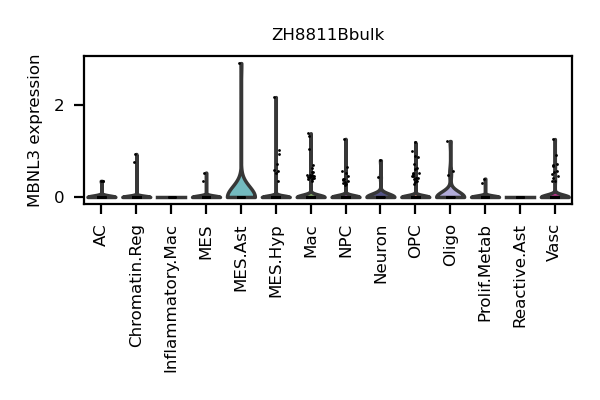 ZH8811Bbulk
MBNL3 expression
2
0
AC
Chromatin.Reg
Inflammatory.Mac
MES
MES.Ast
MES.Hyp
Mac
NPC
Neuron
OPC
Oligo
Prolif.Metab
Reactive.Ast
Vasc